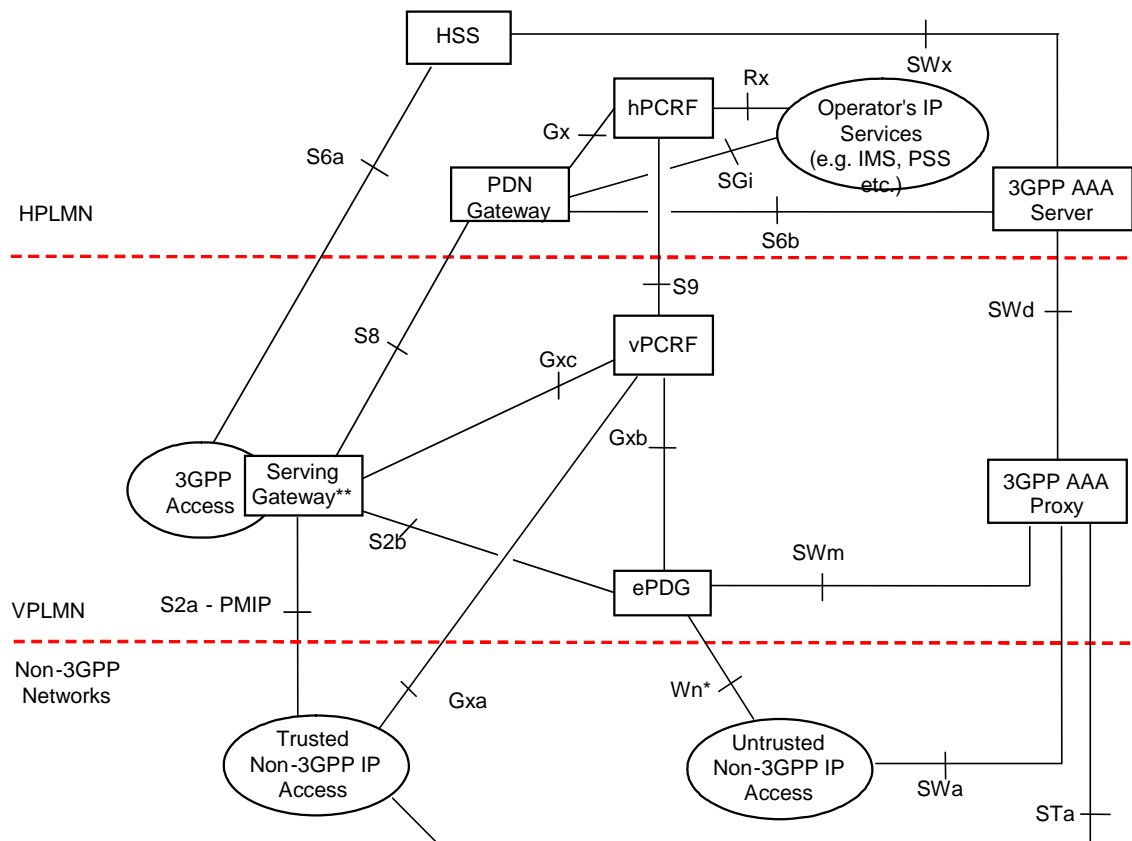 HSS
SWx
hPCRF
Rx
Operator's IP
Services
(e.g. IMS, PSS
etc.)
Gx
S6a
SGi
PDN
Gateway
3GPP AAA
Server
HPLMN
S6b
S9
SWd
S8
vPCRF
Gxc
Gxb
3GPP
Access
Serving
Gateway**
3GPP AAA
Proxy
S2b
SWm
ePDG
S2a - PMIP
VPLMN
Non-3GPP
Networks
Gxa
Wn*
Trusted
Non-3GPP IP
Access
Untrusted
Non-3GPP IP
Access
SWa
STa